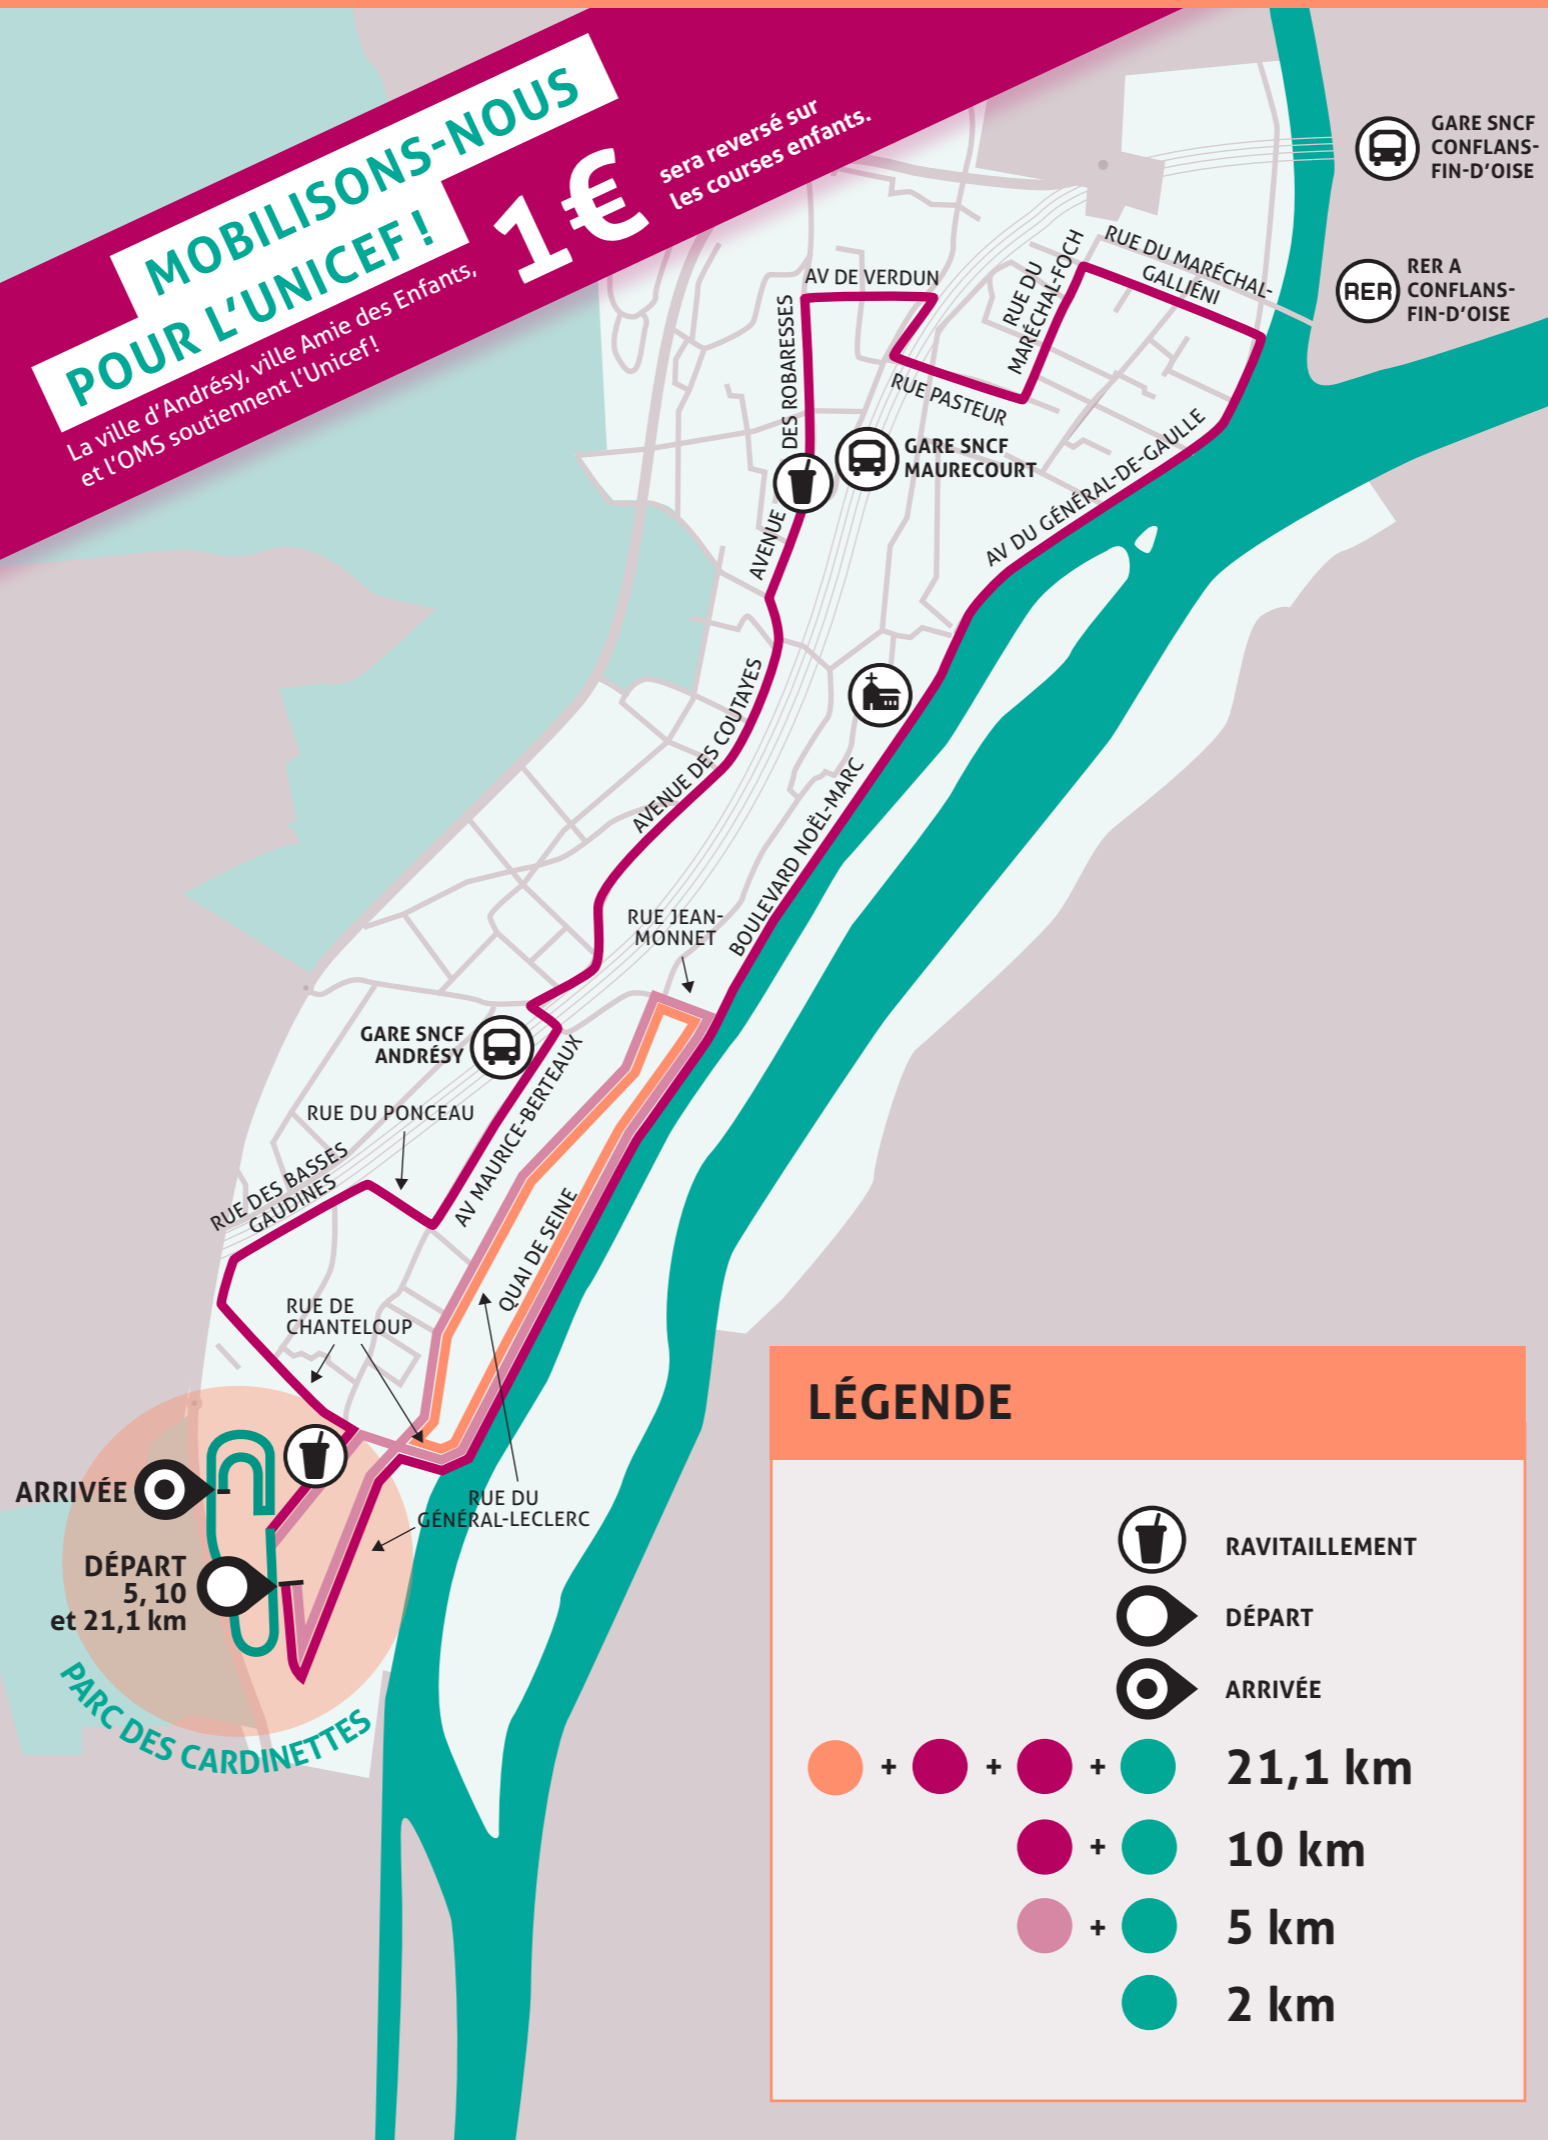 MOBILISONS-NOUS
POUR L'UNICEF !
La ville d'Andrésy, ville Amie des Enfants,
et l'OMS soutiennent l'Unicef !
1€
sera reversé sur
les courses enfants.
GARE SNCF
CONFLANS-
FIN-D'OISE
RER
RER A
CONFLANS-
FIN-D'OISE
RUE DU MARÉCHAL-
GALLIÉNI
RUE DU
MARÉCHAL-FOCH
AV DE VERDUN
AVENUE DES ROBARESSES
RUE PASTEUR
GARE SNCF
MAURECOURT
AV DU GÉNÉRAL-DE-GAULLE
AVENUE DES COUTAYES
BOULEVARD NOËL-MARC
RUE JEAN-
MONNET
GARE SNCF
ANDRÉSY
AV MAURICE-BERTEAUX
RUE DU PONCEAU
RUE DES BASSES
GAUDINES
QUAI DE SEINE
RUE DE
CHANTELOUP
RUE DU
GÉNÉRAL-LECLERC
ARRIVÉE
DÉPART
5, 10
et 21,1 km
PARC DES CARDINETTES
LÉGENDE
RAVITAILLEMENT
DÉPART
ARRIVÉE
+ + + 21,1 km
+ 10 km
+ 5 km
2 km